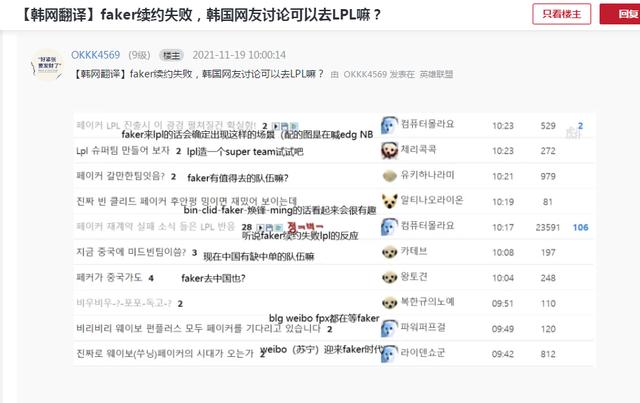 【韩网翻译】faker续约失败，韩国网友讨论可以去LPL嘛？
只看楼主
回复
OKKK4569 (9级) 楼主 2021-11-19 10:00:14
【韩网翻译】faker续约失败，韩国网友讨论可以去LPL嘛？ 由 OKKK4569 发表在 英雄联盟
페이커 LPL 진출시 이 광경 펼쳐질건 확실함! 2 컴퓨터몰라요 10:23 529 2
faker来lpl的话会确定出现这样的场景（配的图是在喊edg NB
Lpl 슈퍼팀 만들어 보자 2 lpl造一个super team试试吧 체리콕콕 10:23 272
페이커 갈만한팀잇음? 2 faker有值得去的队伍嘛? 유키하나라미 10:21 979
진짜 빈 클리드 페이커 후안펑 밍이면 재밌어 보이는데 알티나오라이온 10:19 81
bin-clid-faker-焕锋-ming的话看起来会很有趣
페이커 재계약 실패 소식 들은 LPL 반응 28 컴퓨터몰라요 10:17 23591 106
听说faker续约失败lpl的反应
지금 중국에 미드빈팀이씀? 3 现在中国有缺中单的队伍嘛 카테브 10:08 197
페커가 중국가도 4 faker去中国也? 왕토견 10:04 248
비우우우-?-포포-독고-? 2 북한규의노예 09:51 110
blg weibo fpx都在等faker
비리비리 웨이보 펀플러스 모두 페이커를 기다리고 있습니다 2 파워퍼프걸 09:49 120
진짜로 웨이보(쑤닝)페이커의 시대가 오는가 2 weibo（苏宁）迎来faker时代 라이덴쇼군 09:42 812